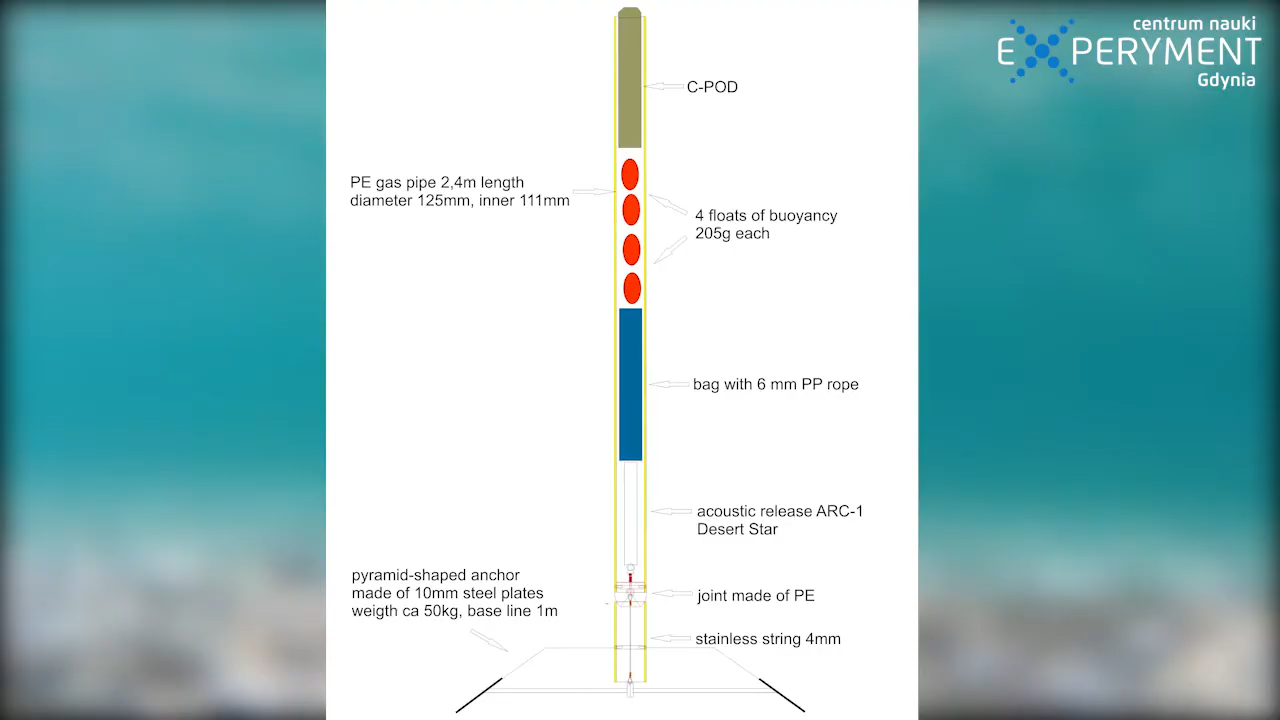 centrum nauki
EXPERYMENT
Gdynia
C-POD
PE gas pipe 2,4m length
diameter 125mm, inner 111mm
4 floats of buoyancy
205g each
bag with 6 mm PP rope
acoustic release ARC-1
Desert Star
pyramid-shaped anchor
made of 10mm steel plates
weigth ca 50kg, base line 1m
joint made of PE
stainless string 4mm